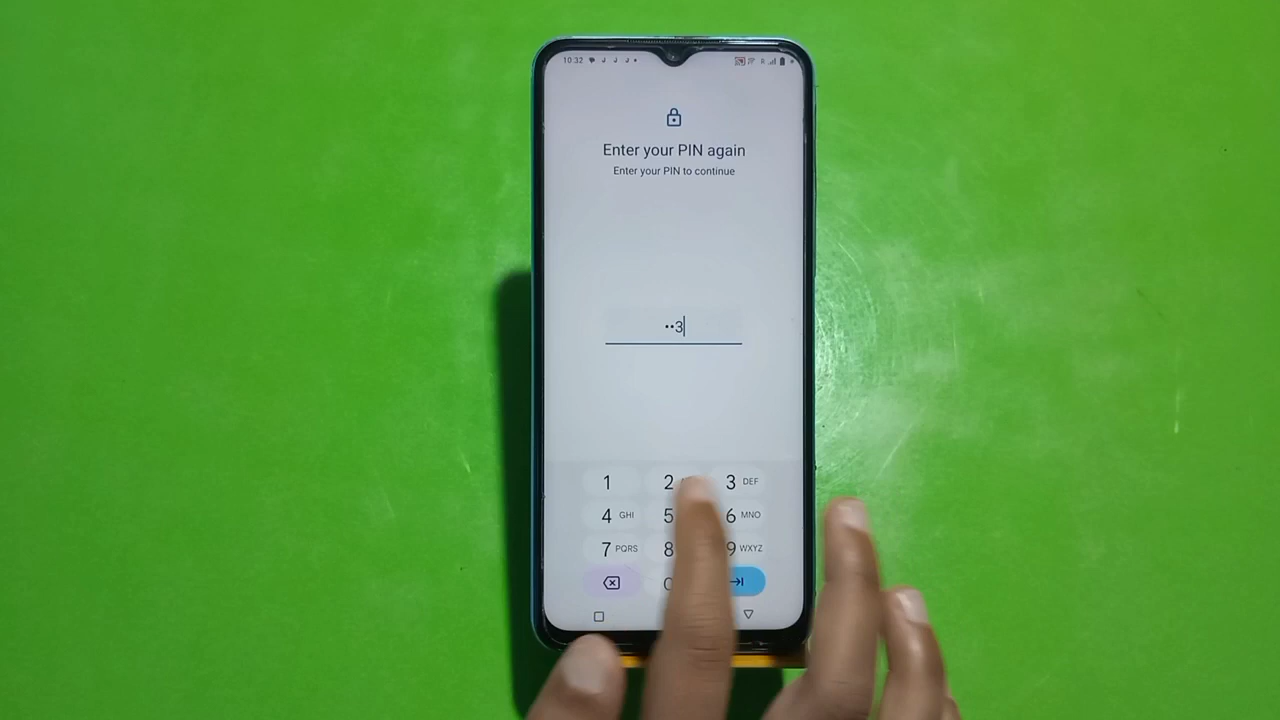 10:32 R
Enter your PIN again
Enter your PIN to continue
••3
1 2 3 DEF
4 GHI 5 6 MNO
7 PQRS 8 9 WXYZ